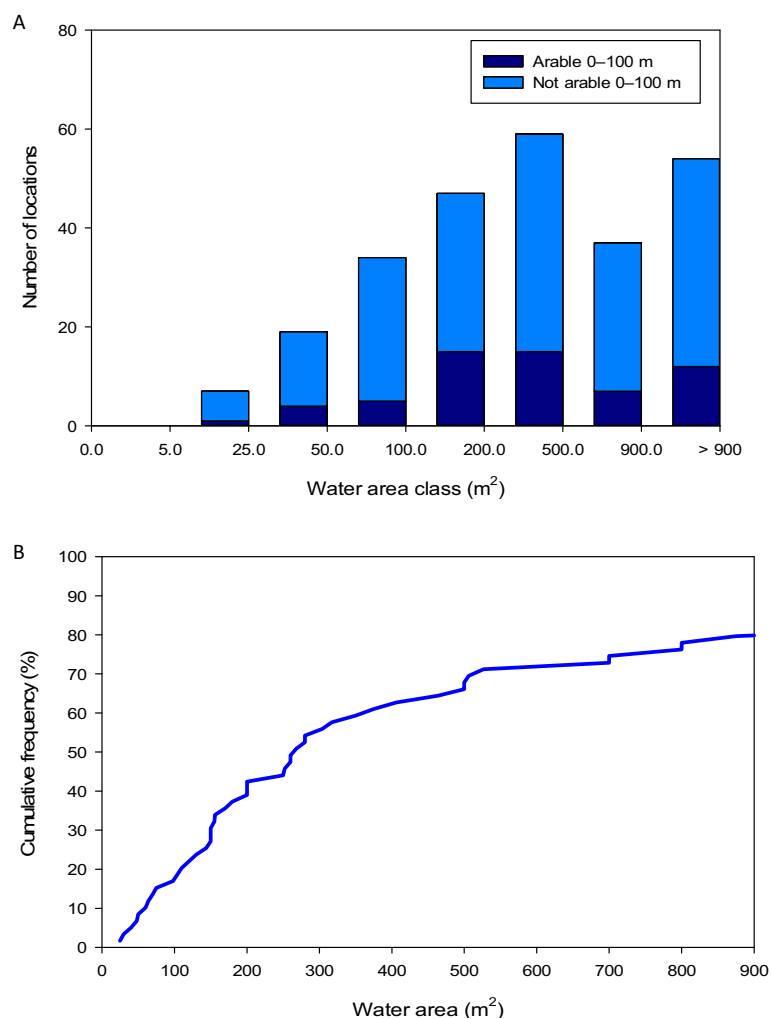 A
80
60
40
20
0
Number of locations
Arable 0–100 m
Not arable 0–100 m
0.0 5.0 25.0 50.0 100.0 200.0 500.0 900.0 > 900
Water area class (m²)
B
100
90
80
70
60
50
40
30
20
10
0
Cumulative frequency (%)
0 100 200 300 400 500 600 700 800 900
Water area (m²)